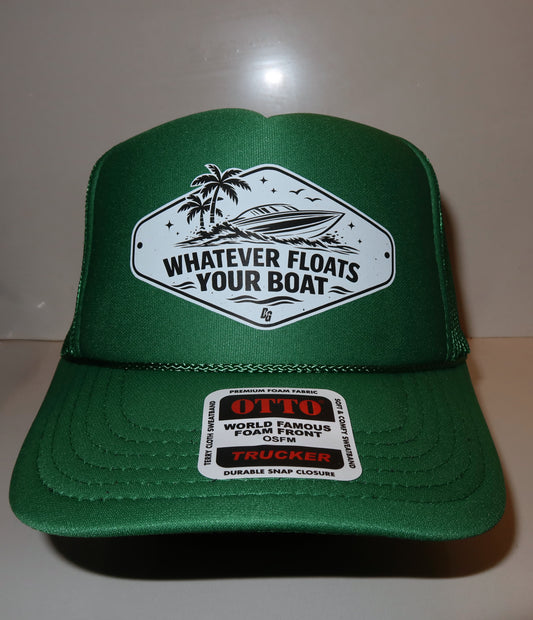 WHATEVER FLOATS
YOUR BOAT
CG
PREMIUM FOAM FABRIC
TERRY CLOTH SWEATBAND
OTTO
WORLD FAMOUS
FOAM FRONT
OSFM
TRUCKER
SOFT & COMFY SWEATBAND
DURABLE SNAP CLOSURE